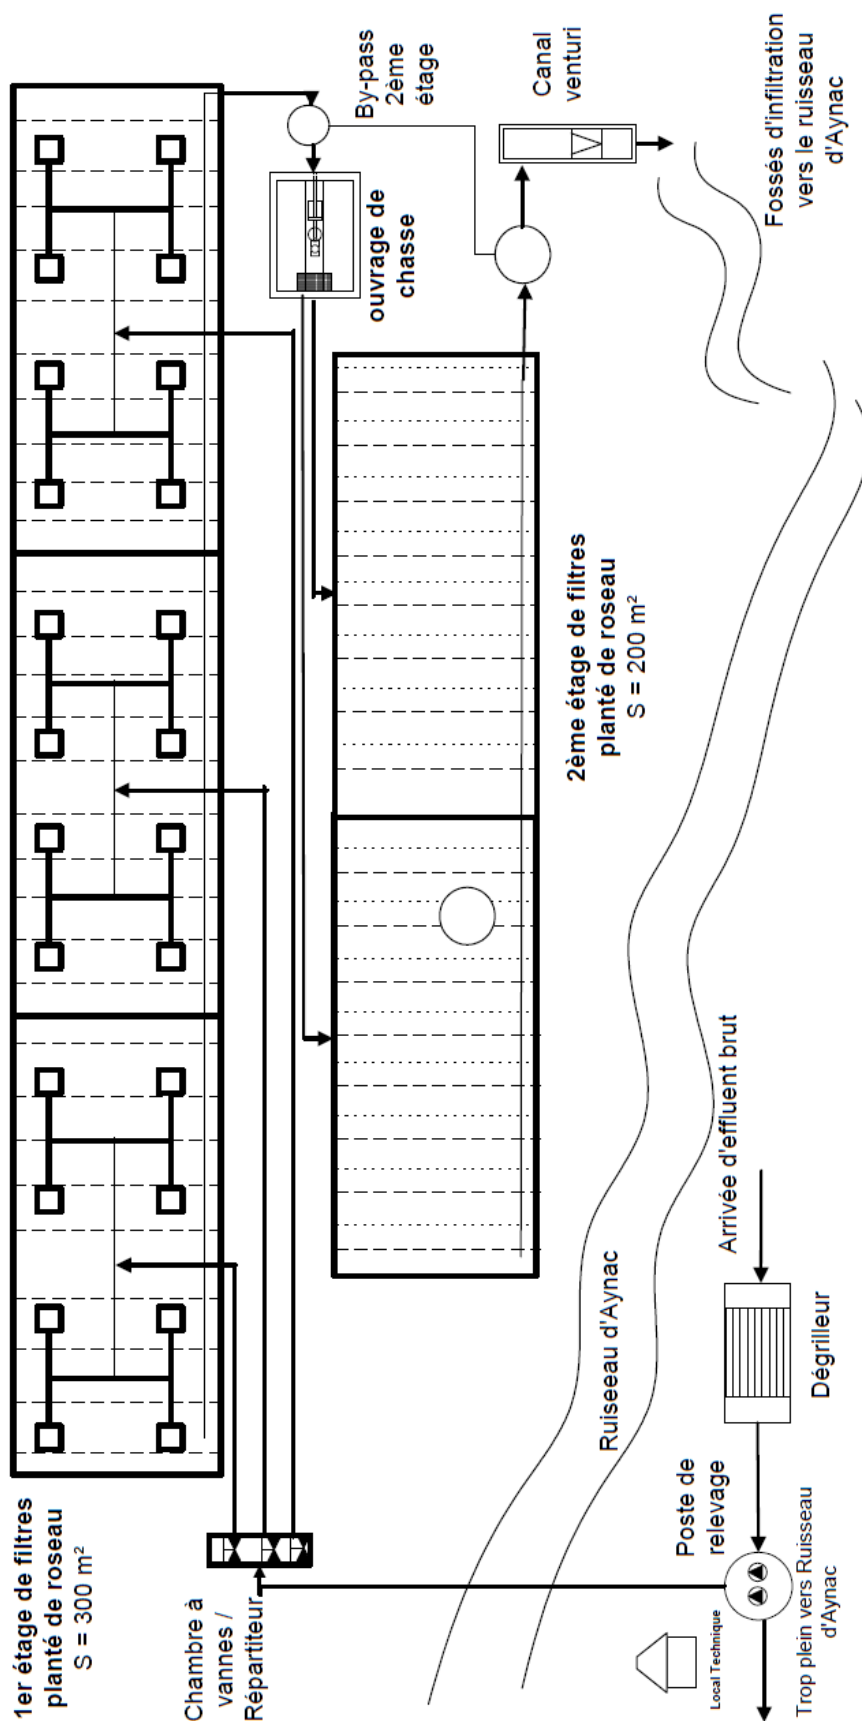 1er étage de filtres
planté de roseau
S = 300 m²
Chambre à
vannes /
Répartiteur
By-pass
2ème
étage
ouvrage de
chasse
Canal
venturi
Fossés d'infiltration
vers le ruisseau
d'Aynac
2ème étage de filtres
planté de roseau
S = 200 m²
Ruiseeau d'Aynac
Arrivée d'effluent brut
Dégrilleur
Poste de
relevage
Local Technique
Trop plein vers Ruisseau
d'Aynac